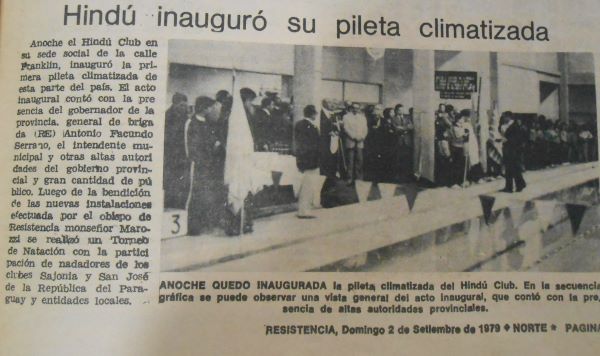 Hindú inauguró su pileta climatizada
Anoche el Hindú Club en
su sede social de la calle
Franklin, inauguró la pri-
mera pileta climatizada de
esta parte del país. El acto
inaugural contó con la pre
sencia del gobernador de la
provincia, general de briga
da (RE) Antonio Facundo
Serrano, el intendente mu-
nicipal y otras altas autori
dades del gobierno provin-
cial y gran cantidad de pú-
blico. Luego de la bendición
de las nuevas instalaciones
efectuada por el obispo de
Resistencia monseñor Maro-
zzi se realizó un Torneo
de Natación con la partici
pación de nadadores de los
clubes Sajonia y San José
de la República del Para-
guay y entidades locales.
3
ANOCHE QUEDO INAUGURADA la pileta climatizada del Hindú Club. En la secuencia
gráfica se puede observar una vista general del acto inaugural, que contó con la pre,
sencia de altas autoridades provinciales.
RESISTENCIA, Domingo 2 de Setiembre de 1979 ◆ NORTE ★ PAGINA